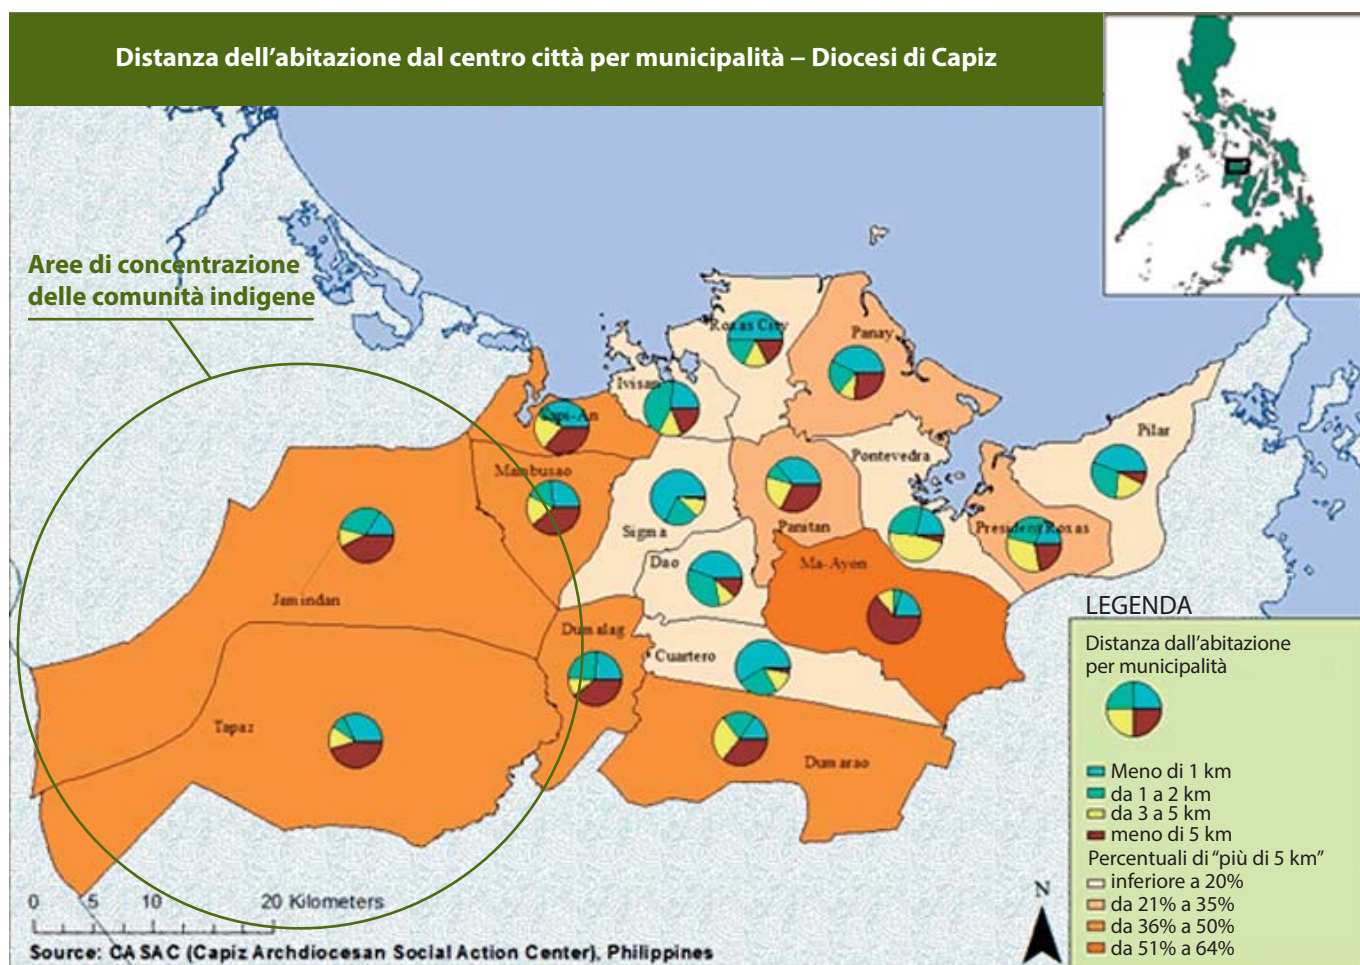 Distanza dell’abitazione dal centro città per municipalità – Diocesi di Capiz
Aree di concentrazione
delle comunità indigene
Roxas City
Panay
Ivisan
Sapi-An
Pilar
Mambusao
Pontevedra
Sigma
Panitan
President Roxas
Dao
Ma-Ayon
Jamindan
Dumalag
Cuartero
Tapaz
Dumarao
LEGENDA
Distanza dall’abitazione
per municipalità
Meno di 1 km
da 1 a 2 km
da 3 a 5 km
meno di 5 km
Percentuali di “più di 5 km”
inferiore a 20%
da 21% a 35%
da 36% a 50%
da 51% a 64%
N
0 5 10 20 Kilometers
Source: CASAC (Capiz Archdiocesan Social Action Center), Philippines